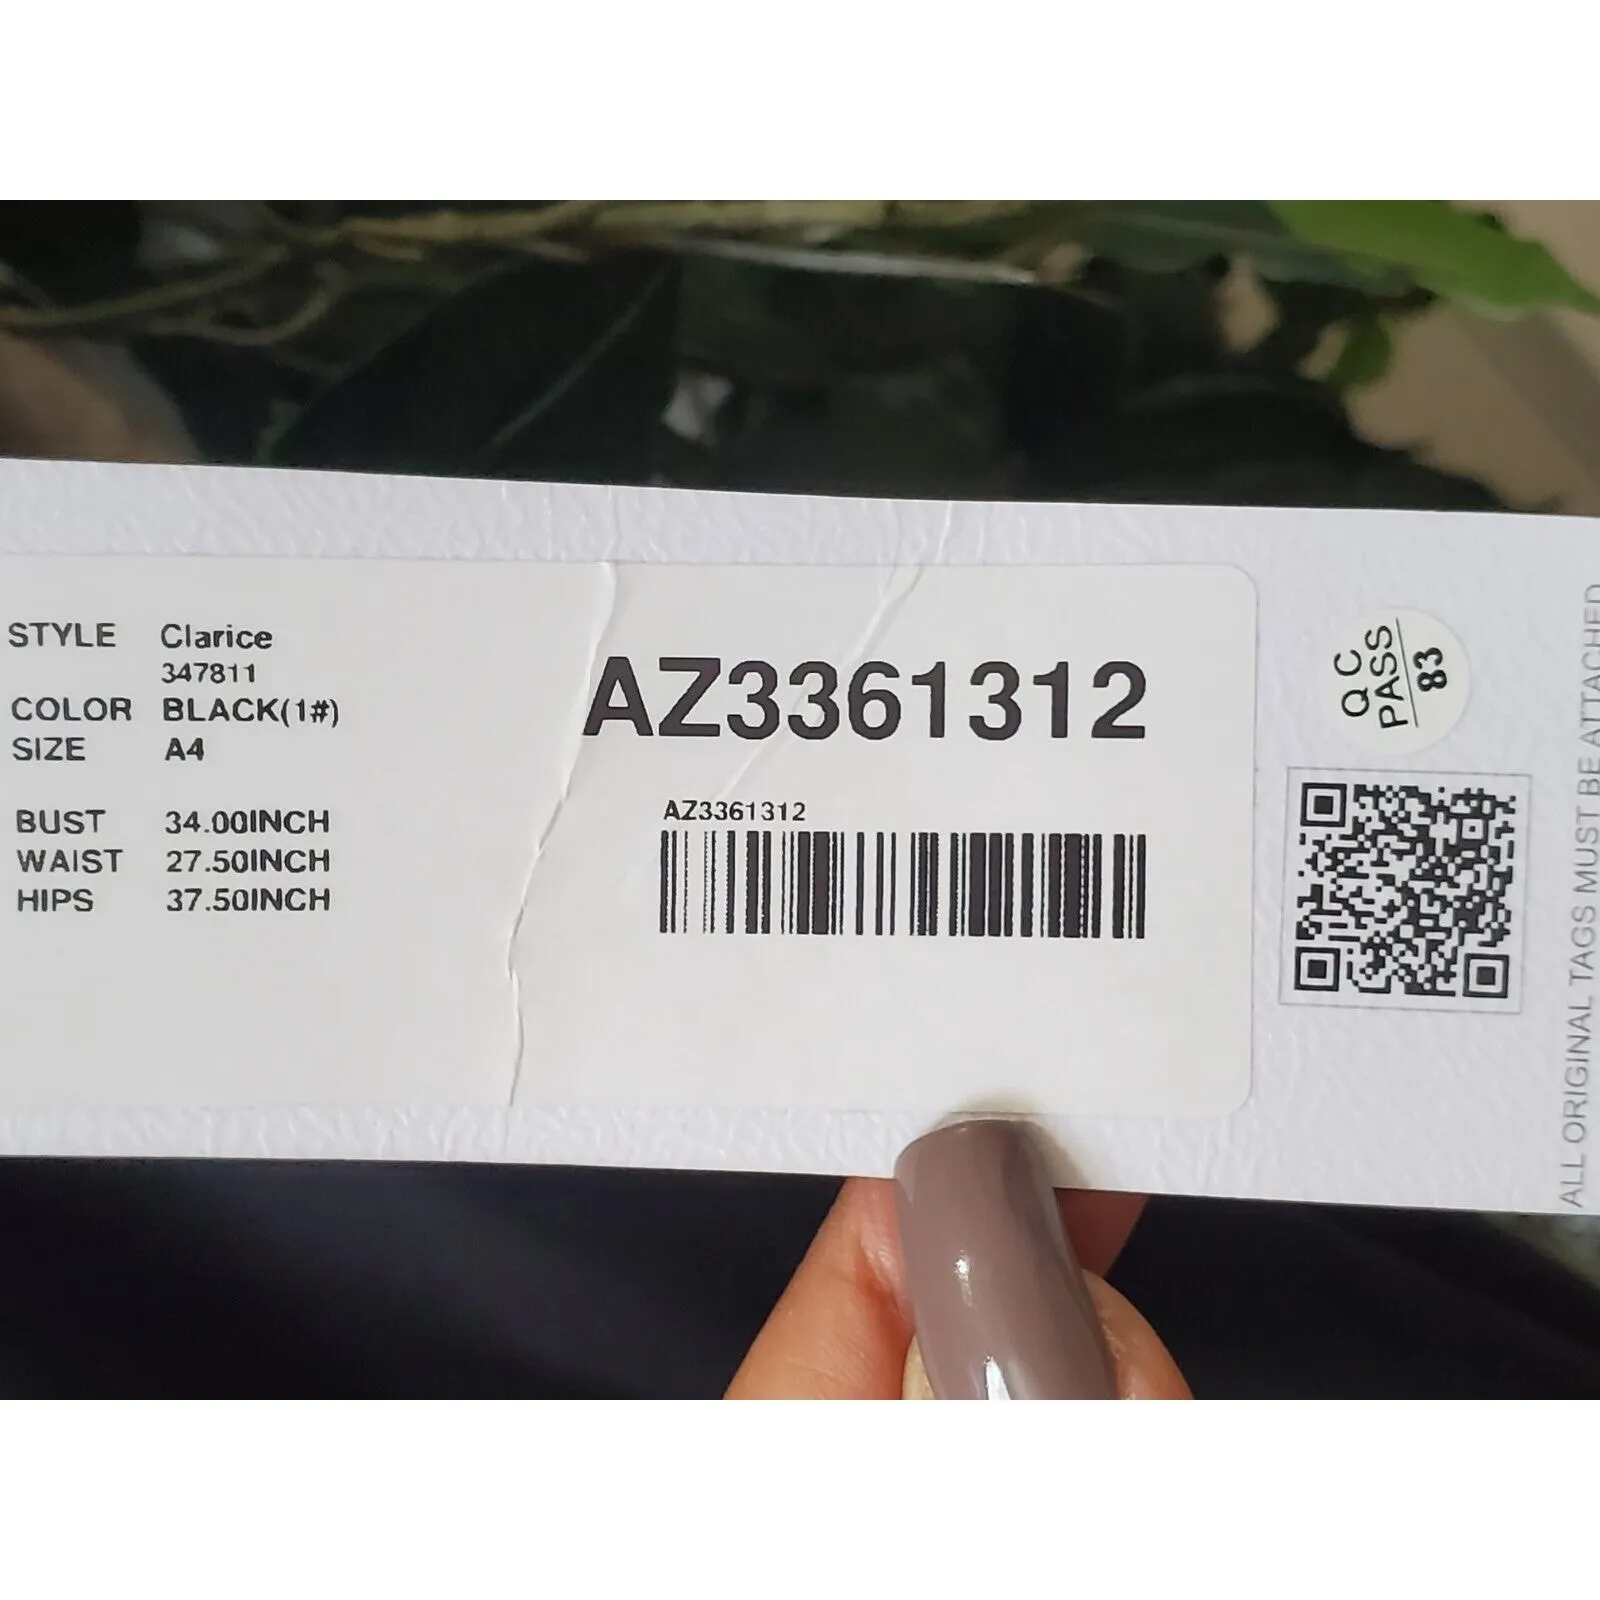 STYLE Clarice
347811
COLOR BLACK(1#)
SIZE A4
BUST 34.00INCH
WAIST 27.50INCH
HIPS 37.50INCH
AZ3361312
AZ3361312
QC
PASS
83
ALL ORIGINAL TAGS MUST BE ATTACHED